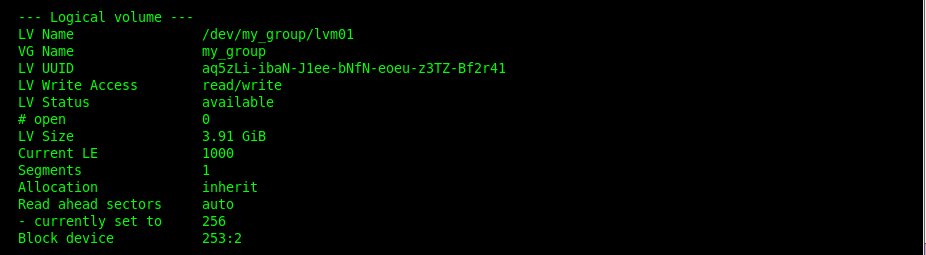 --- Logical volume ---
LV Name                /dev/my_group/lvm01
VG Name                my_group
LV UUID                aq5zLi-ibaN-J1ee-bNfN-eoeu-z3TZ-Bf2r41
LV Write Access        read/write
LV Status              available
# open                 0
LV Size                3.91 GiB
Current LE             1000
Segments               1
Allocation             inherit
Read ahead sectors     auto
- currently set to     256
Block device           253:2